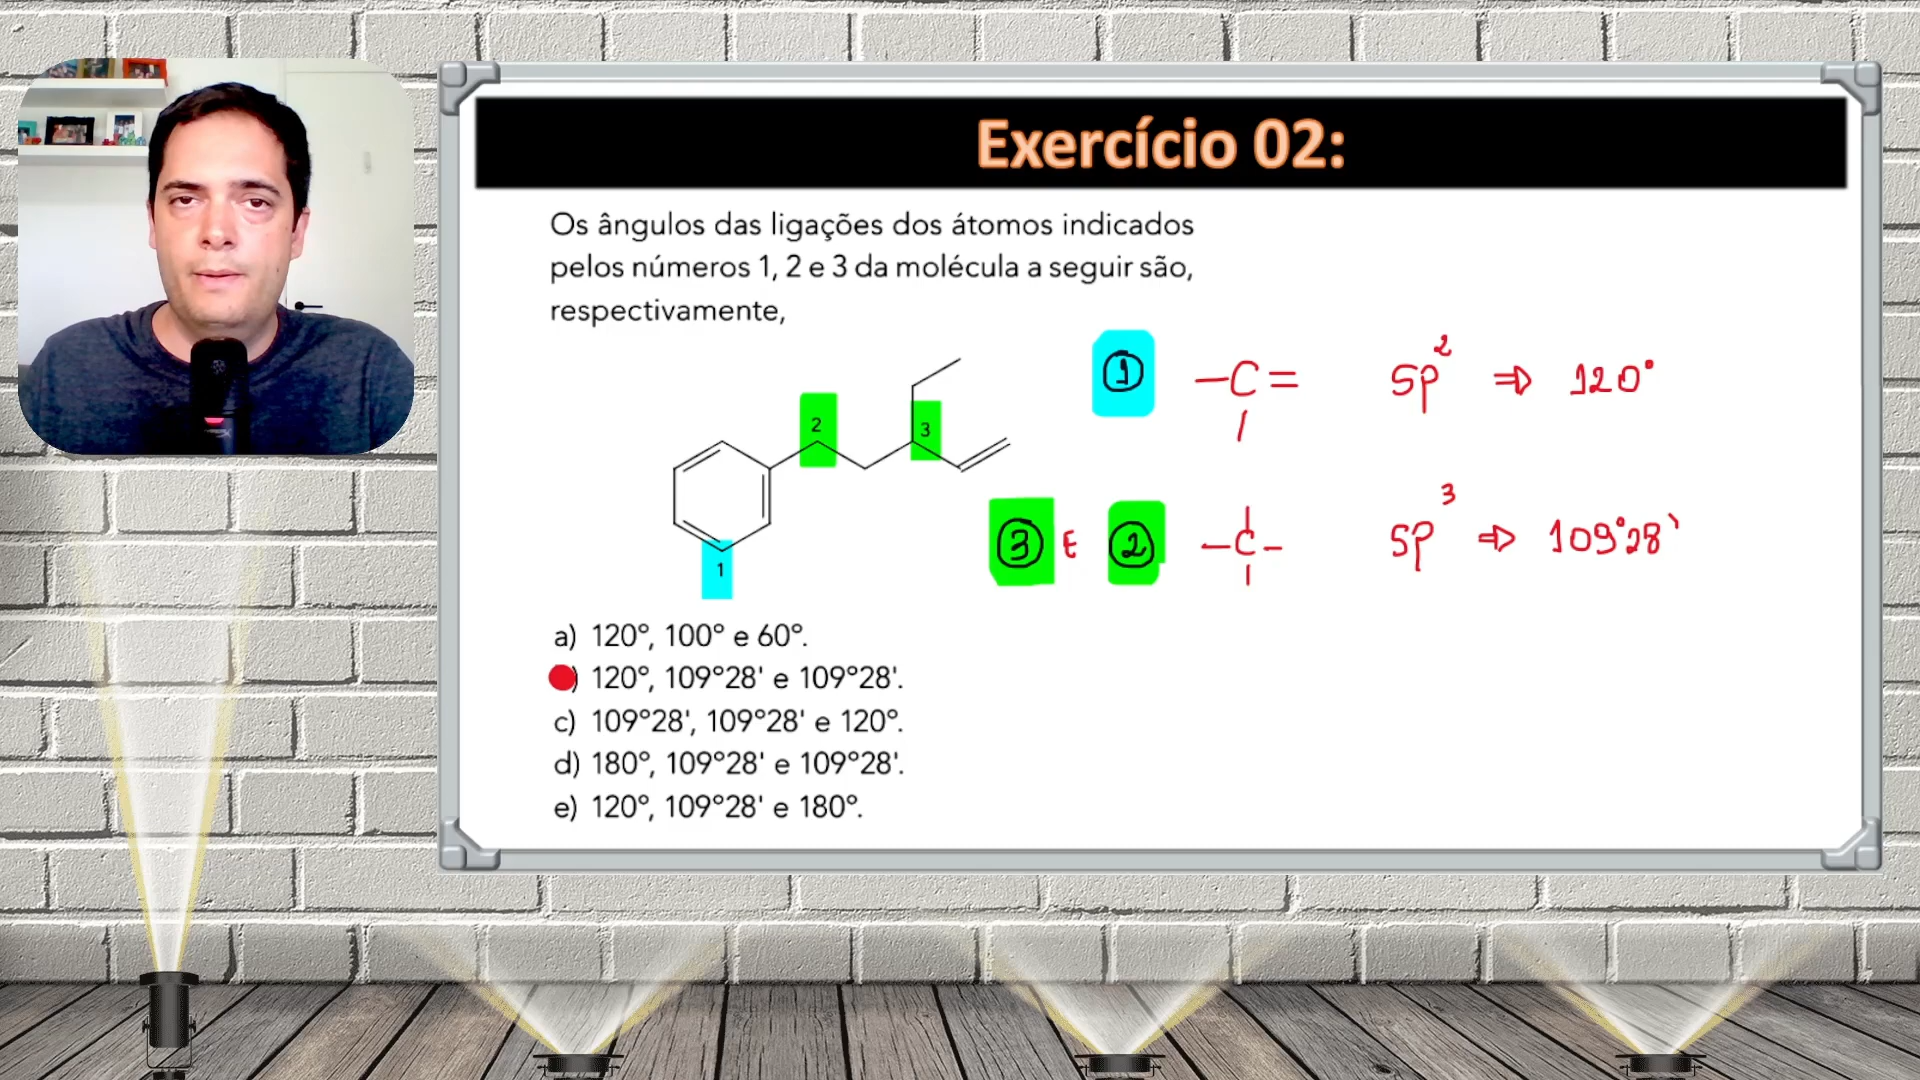 Exercício 02:
Os ângulos das ligações dos átomos indicados
pelos números 1, 2 e 3 da molécula a seguir são,
respectivamente,
2
3
1
1 –C= sp² ⇒ 120°
3 E 2 –C– sp³ ⇒ 109°28'
a) 120°, 100° e 60°.
) 120°, 109°28' e 109°28'.
c) 109°28', 109°28' e 120°.
d) 180°, 109°28' e 109°28'.
e) 120°, 109°28' e 180°.